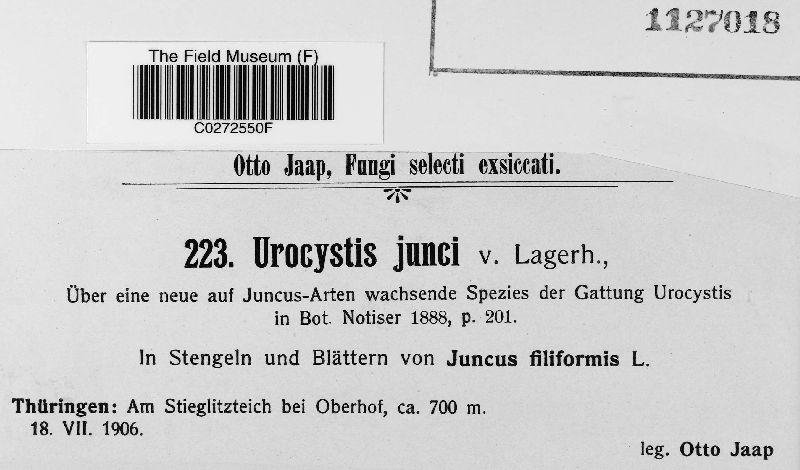 1127018
The Field Museum (F)
C0272550F
Otto Jaap, Fungi selecti exsiccati.
223. Urocystis junci v. Lagerh.,
Über eine neue auf Juncus-Arten wachsende Spezies der Gattung Urocystis
in Bot. Notiser 1888, p. 201.
In Stengeln und Blättern von Juncus filiformis L.
Thüringen: Am Stieglitzteich bei Oberhof, ca. 700 m.
18. VII. 1906.
leg. Otto Jaap